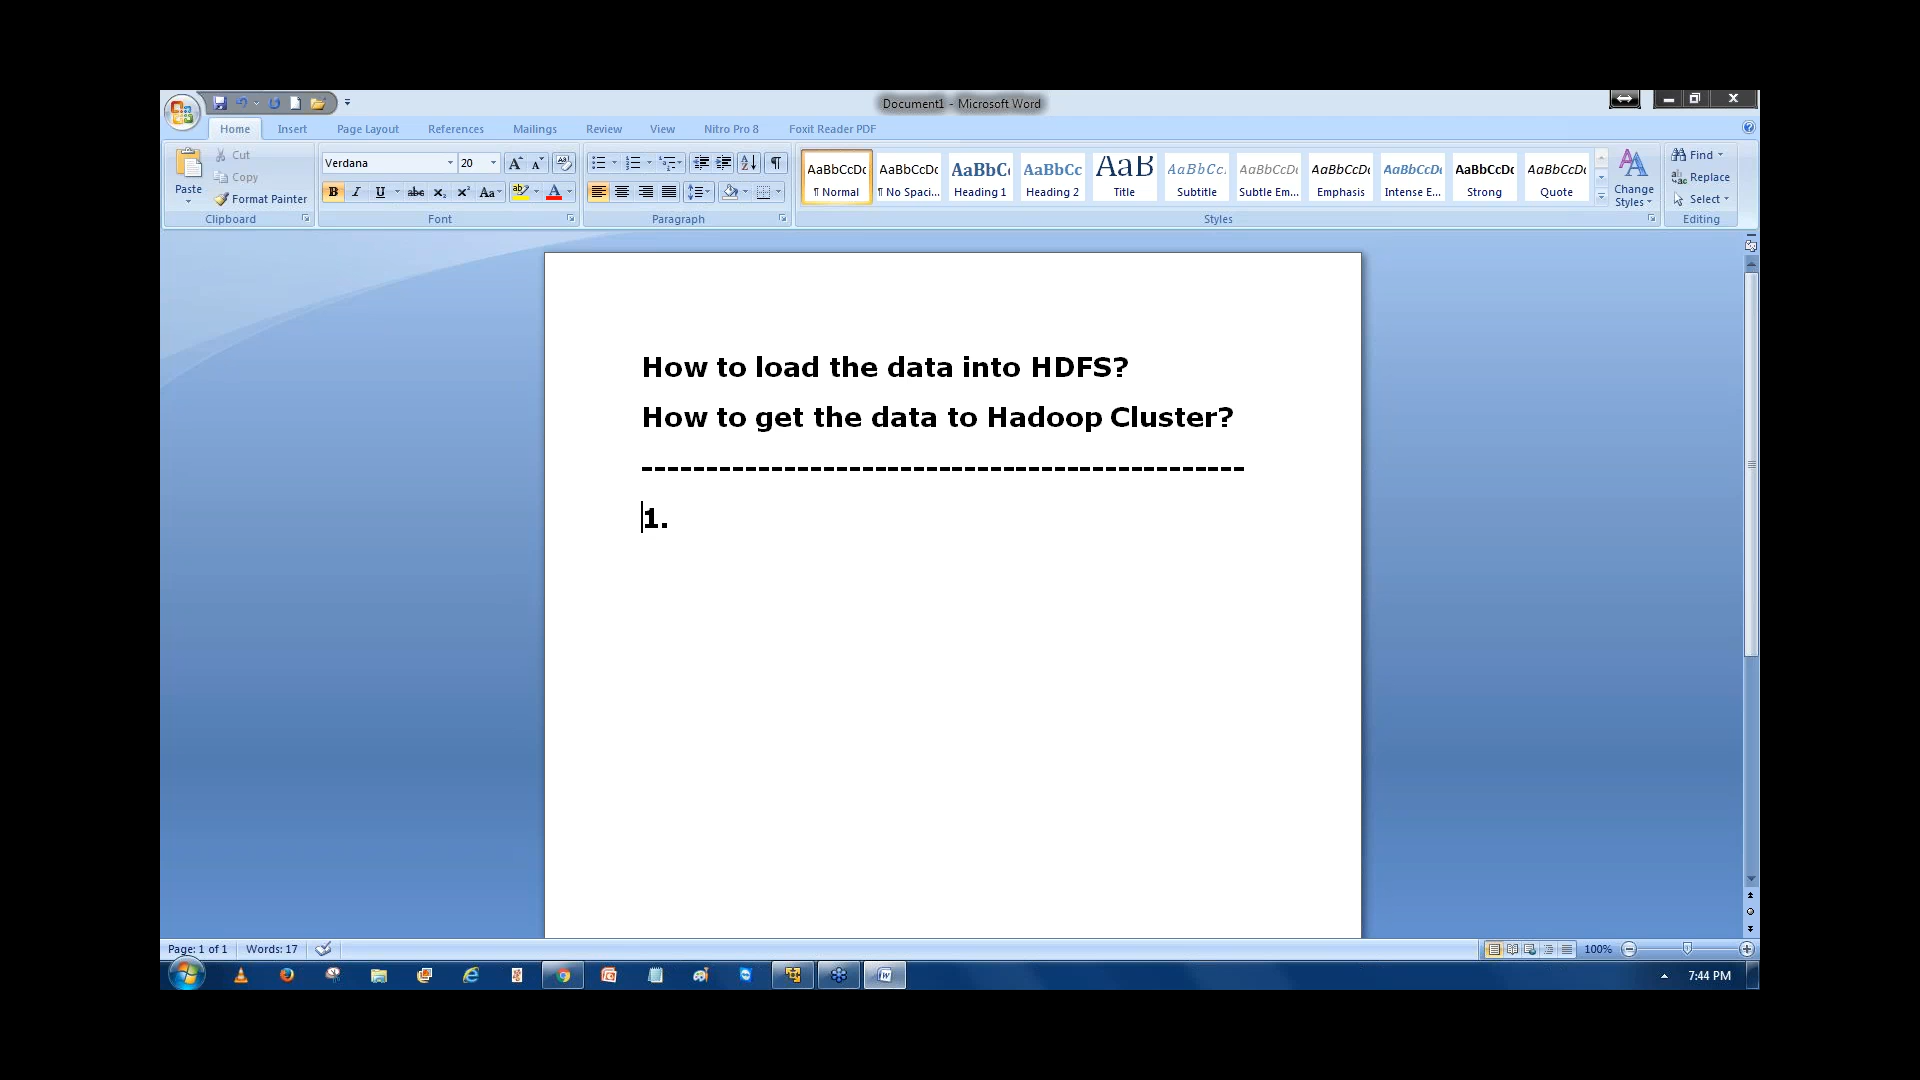 Document1 - Microsoft Word
Home Insert Page Layout References Mailings Review View Nitro Pro 8 Foxit Reader PDF
Paste
Cut
Copy
Format Painter
Clipboard
Verdana 20
B I U abc x₂ x² Aa
Font
Paragraph
AaBbCcDc AaBbCcDc AaBbC AaBbCc AaB AaBbCc. AaBbCcDc AaBbCcDc AaBbCcDc AaBbCcDc AaBbCcDc
¶ Normal ¶ No Spaci... Heading 1 Heading 2 Title Subtitle Subtle Em... Emphasis Intense E... Strong Quote
Styles
Change
Styles
Find
Replace
Select
Editing
How to load the data into HDFS?
How to get the data to Hadoop Cluster?
-----------------------------------------------
1.
Page: 1 of 1 Words: 17 100%
7:44 PM